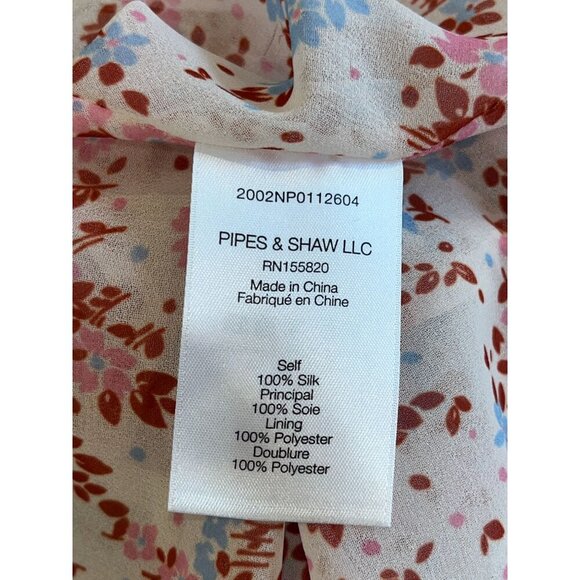 2002NP0112604
PIPES & SHAW LLC
RN155820
Made in China
Fabriqué en Chine
Self
100% Silk
Principal
100% Soie
Lining
100% Polyester
Doublure
100% Polyester